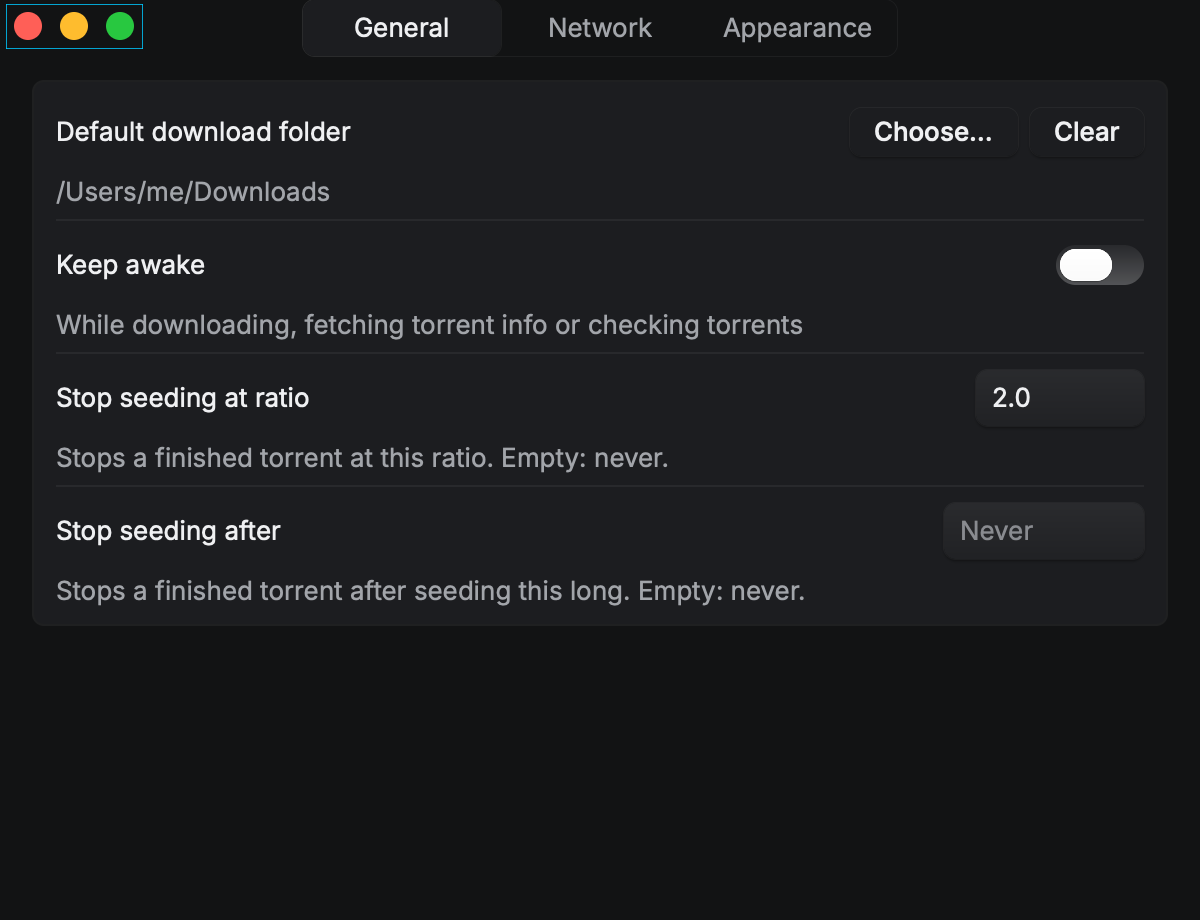 General Network Appearance
Default download folder Choose... Clear
/Users/me/Downloads
Keep awake
While downloading, fetching torrent info or checking torrents
Stop seeding at ratio 2.0
Stops a finished torrent at this ratio. Empty: never.
Stop seeding after Never
Stops a finished torrent after seeding this long. Empty: never.